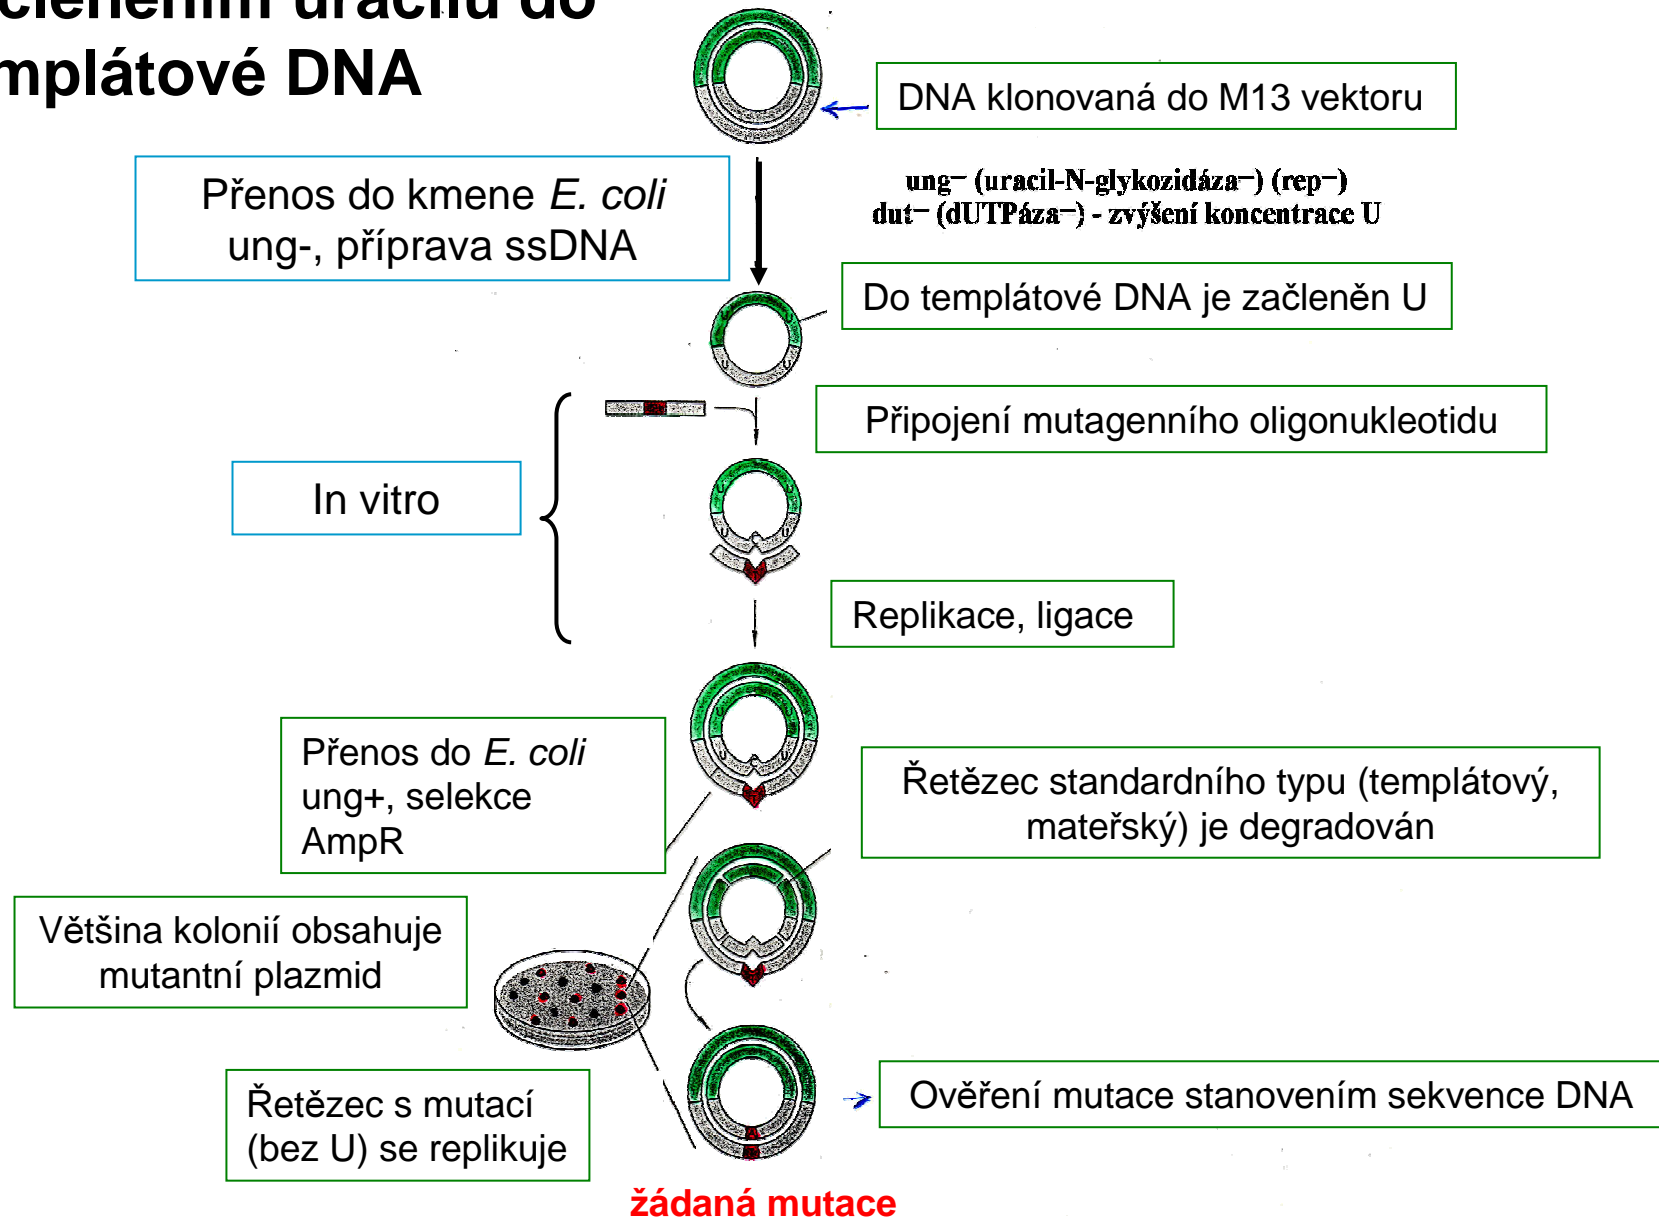 členěním uracilu do
mplátové DNA
DNA klonovaná do M13 vektoru
Přenos do kmene E. coli
ung-, příprava ssDNA
ung− (uracil-N-glykozidáza−) (rep−)
dut− (dUTPáza−) - zvýšení koncentrace U
Do templátové DNA je začleněn U
U U
U U
Připojení mutagenního oligonukleotidu
In vitro
U U
U C U
Replikace, ligace
U U
U C U
Přenos do E. coli
ung+, selekce
AmpR
Řetězec standardního typu (templátový,
mateřský) je degradován
Většina kolonií obsahuje
mutantní plazmid
Řetězec s mutací
(bez U) se replikuje
Ověření mutace stanovením sekvence DNA
žádaná mutace